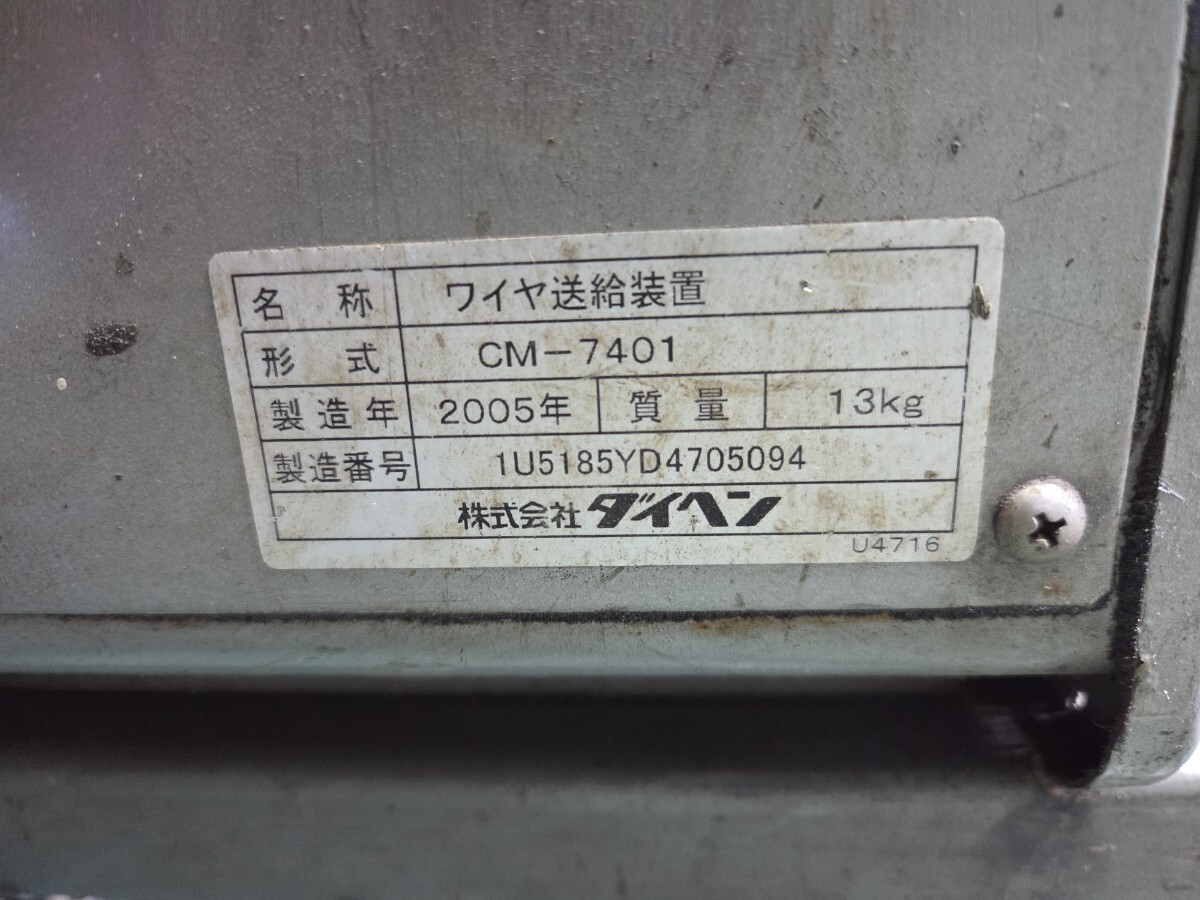 名 称 ワイヤ送給装置
形 式 CM-7401
製造年 2005年 質 量 13kg
製造番号 1U5185YD4705094
株式会社 ダイヘン
U4716